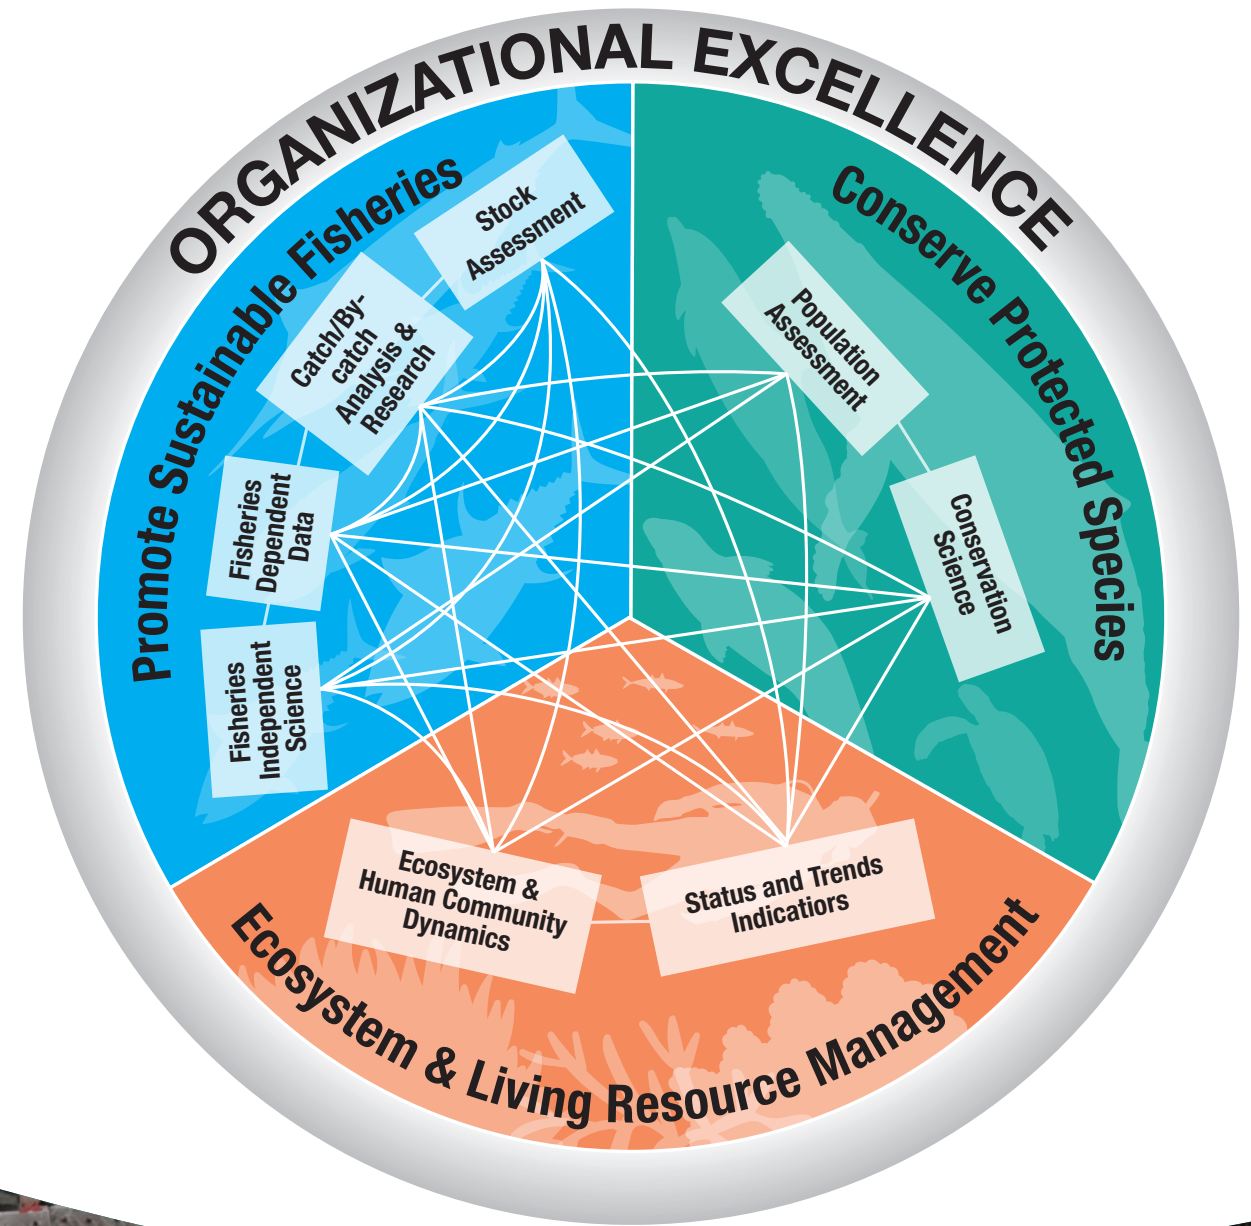 ORGANIZATIONAL EXCELLENCE
Promote Sustainable Fisheries
Stock
Assessment
Catch/By-
catch
Analysis &
Research
Fisheries
Dependent
Data
Fisheries
Independent
Science
Conserve Protected Species
Population
Assessment
Conservation
Science
Ecosystem &
Human Community
Dynamics
Status and Trends
Indicatiors
Ecosystem & Living Resource Management